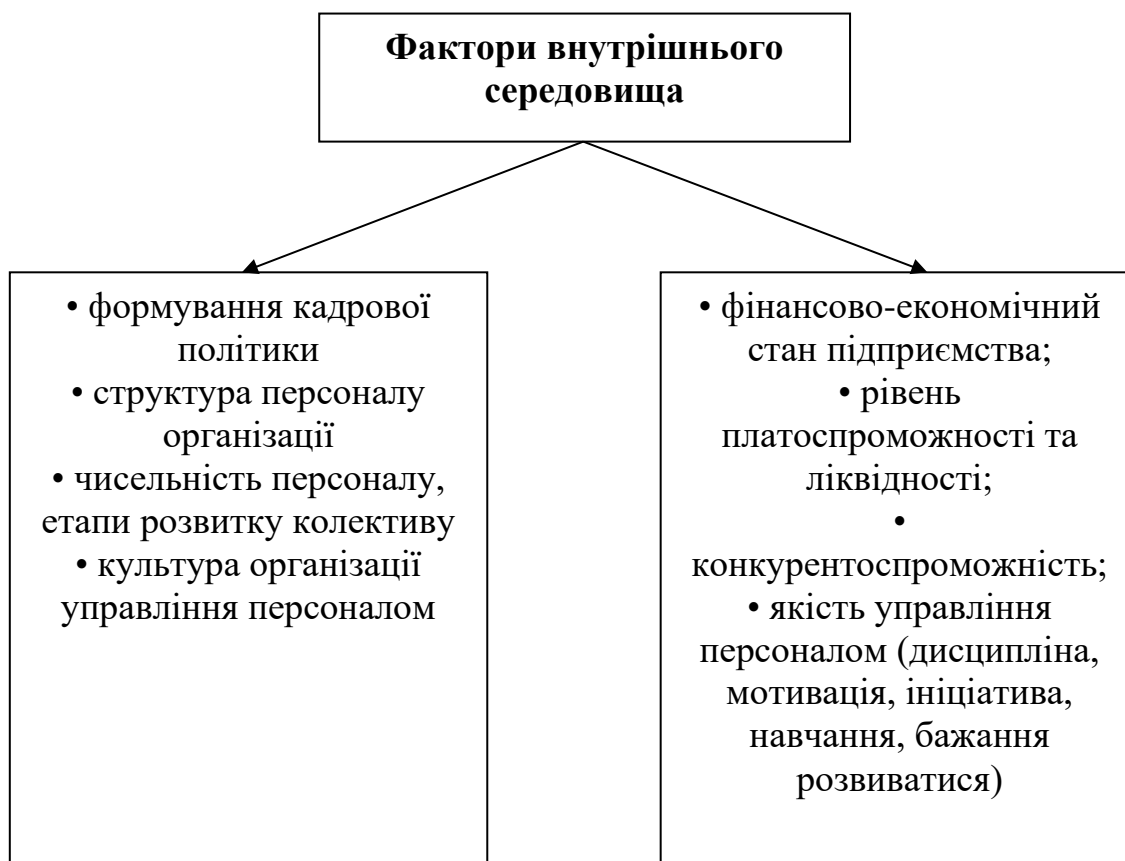 Фактори внутрішнього
середовища
• формування кадрової
політики
• структура персоналу
організації
• чисельність персоналу,
етапи розвитку колективу
• культура організації
управління персоналом
• фінансово-економічний
стан підприємства;
• рівень
платоспроможності та
ліквідності;
•
конкурентоспроможність;
• якість управління
персоналом (дисципліна,
мотивація, ініціатива,
навчання, бажання
розвиватися)